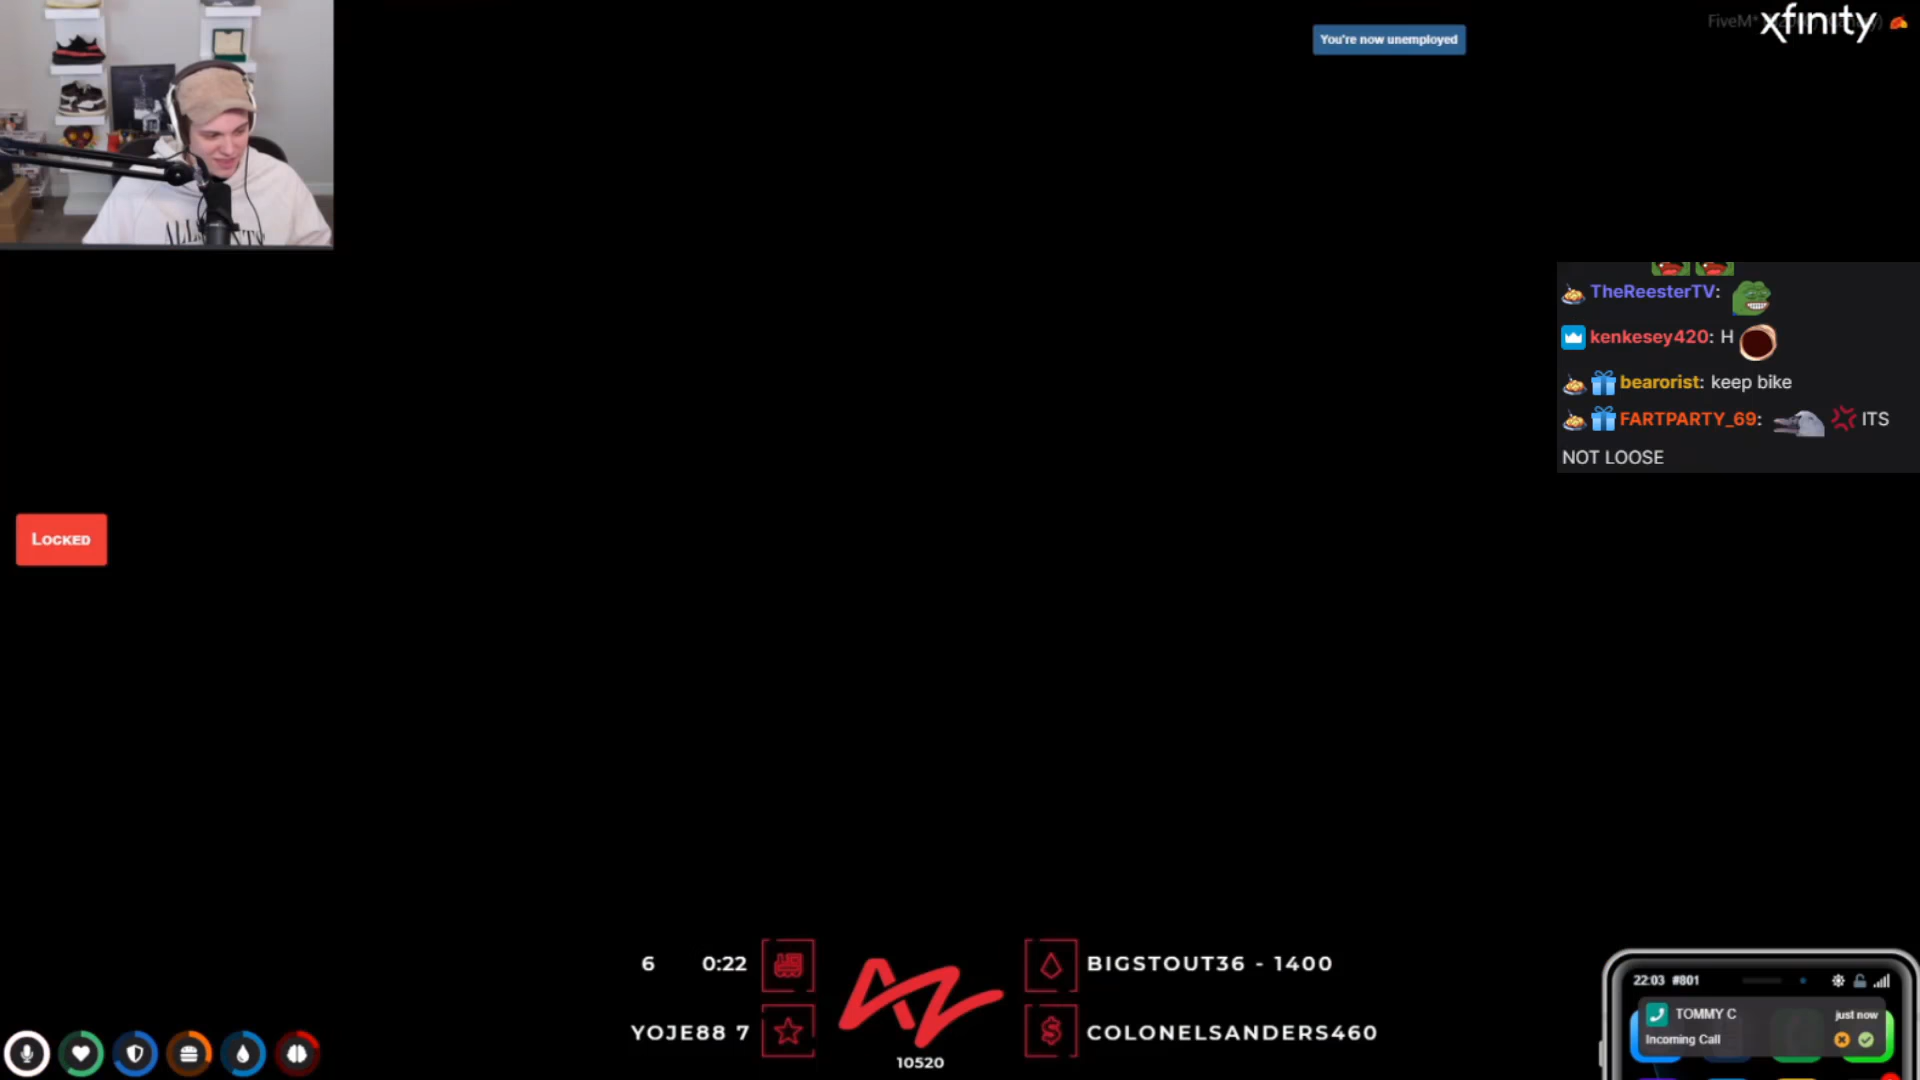 You're now unemployed
xfinity
TheReesterTV:
kenkesey420: H
bearorist: keep bike
FARTPARTY_69: ITS
NOT LOOSE
LOCKED
6 0:22
BIGSTOUT36 - 1400
YOJE88 7
COLONELSANDERS460
10520
22:03 #801
TOMMY C just now
Incoming Call